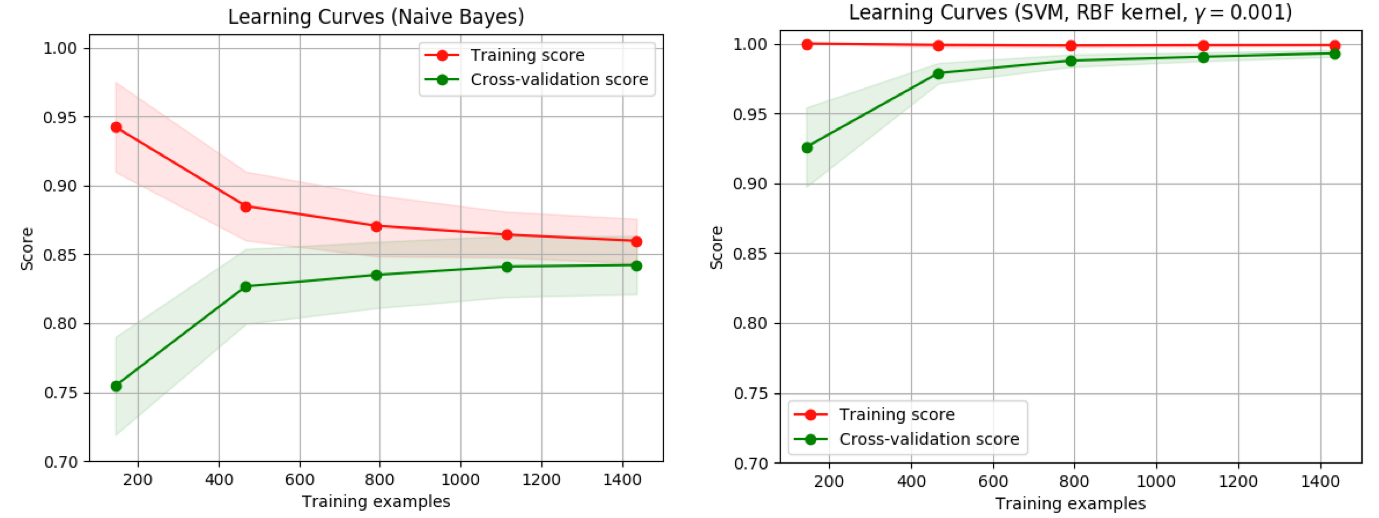 Learning Curves (Naive Bayes)
1.00
0.95
0.90
0.85
0.80
0.75
0.70
Score
Training score
Cross-validation score
200 400 600 800 1000 1200 1400
Training examples
Learning Curves (SVM, RBF kernel, γ = 0.001)
1.00
0.95
0.90
0.85
0.80
0.75
0.70
Score
Training score
Cross-validation score
200 400 600 800 1000 1200 1400
Training examples